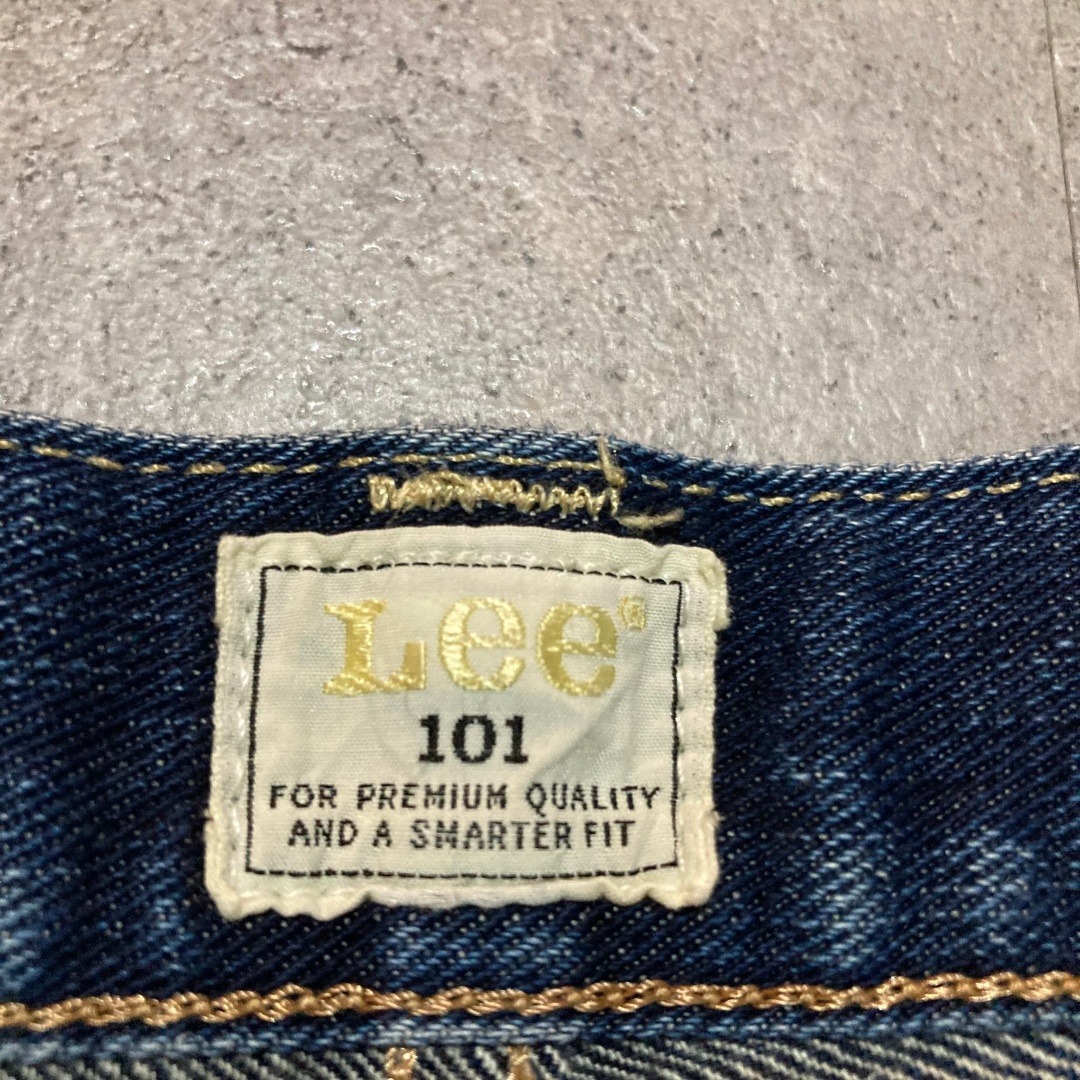 Lee®
101
FOR PREMIUM QUALITY
AND A SMARTER FIT